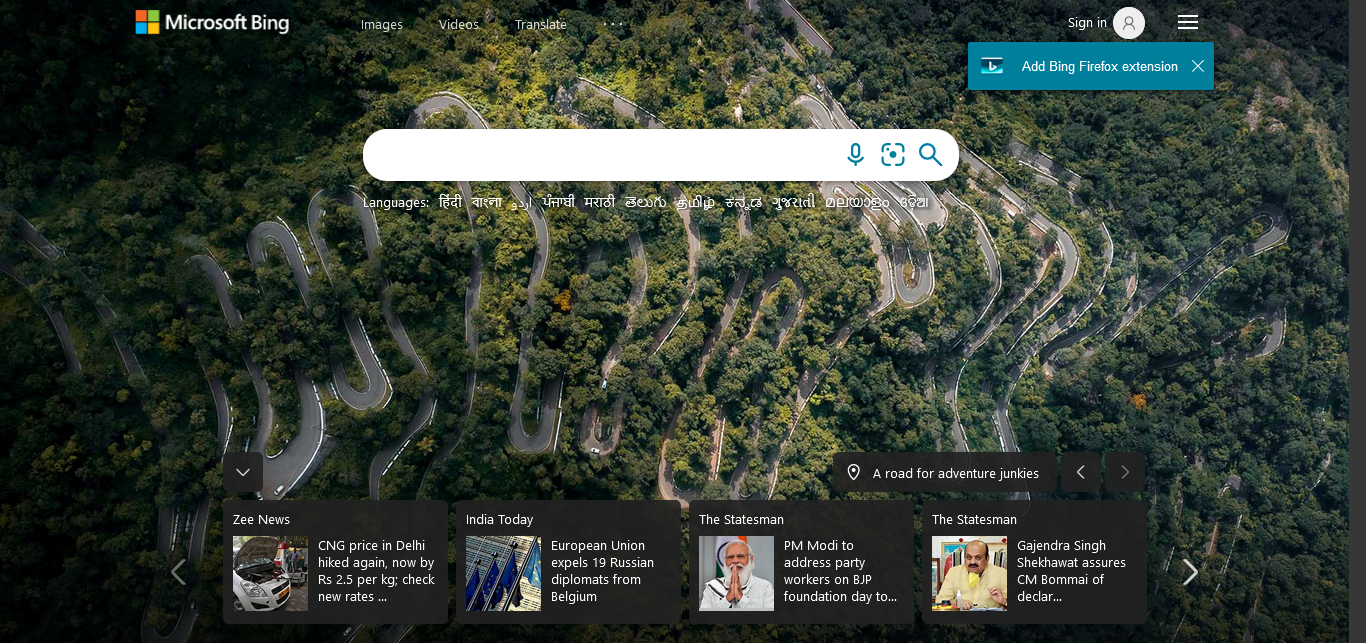 Microsoft Bing
Images Videos Translate ...
Sign in
Add Bing Firefox extension
Languages: हिंदी বাংলা اردو ਪੰਜਾਬੀ मराठी తెలుగు தமிழ் ಕನ್ನಡ ગુજરાતી മലയാളം ଓଡ଼ିଆ
A road for adventure junkies
Zee News
CNG price in Delhi
hiked again, now by
Rs 2.5 per kg; check
new rates ...
India Today
European Union
expels 19 Russian
diplomats from
Belgium
The Statesman
PM Modi to
address party
workers on BJP
foundation day to...
The Statesman
Gajendra Singh
Shekhawat assures
CM Bommai of
declar...